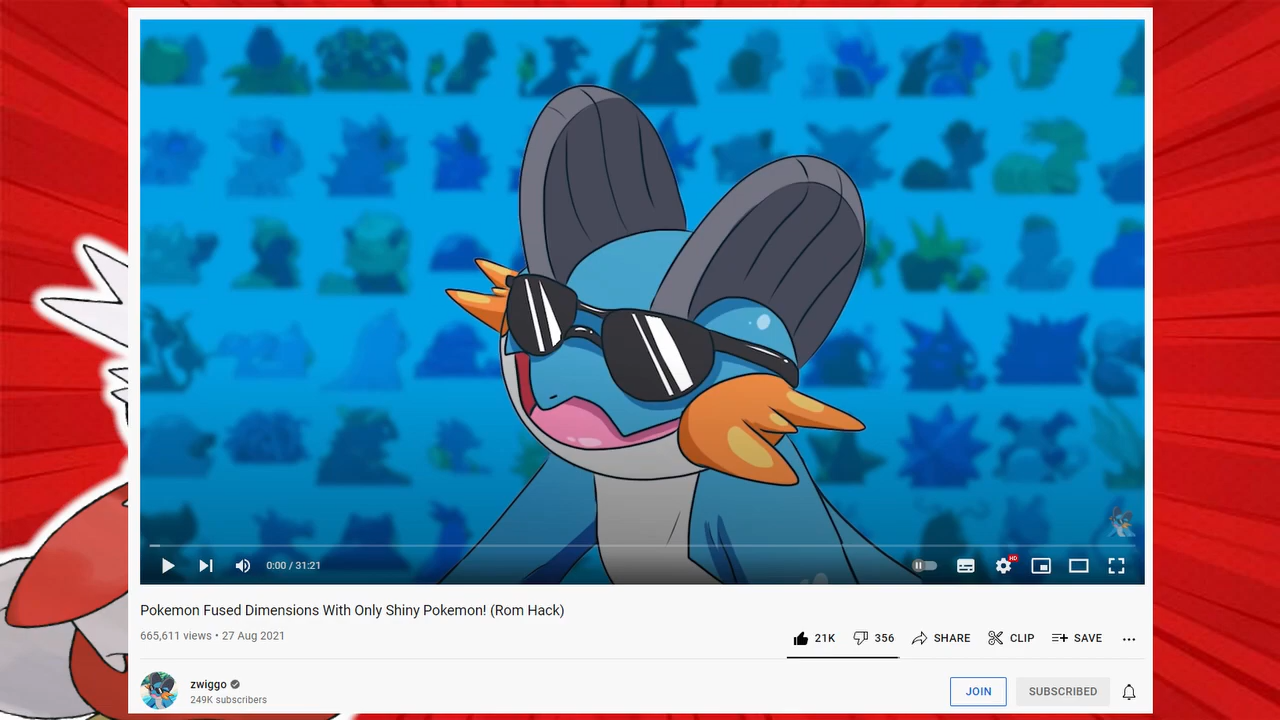 0:00 / 31:21
HD
Pokemon Fused Dimensions With Only Shiny Pokemon! (Rom Hack)
665,611 views • 27 Aug 2021
21K 356 SHARE CLIP SAVE
zwiggo
249K subscribers
JOIN SUBSCRIBED